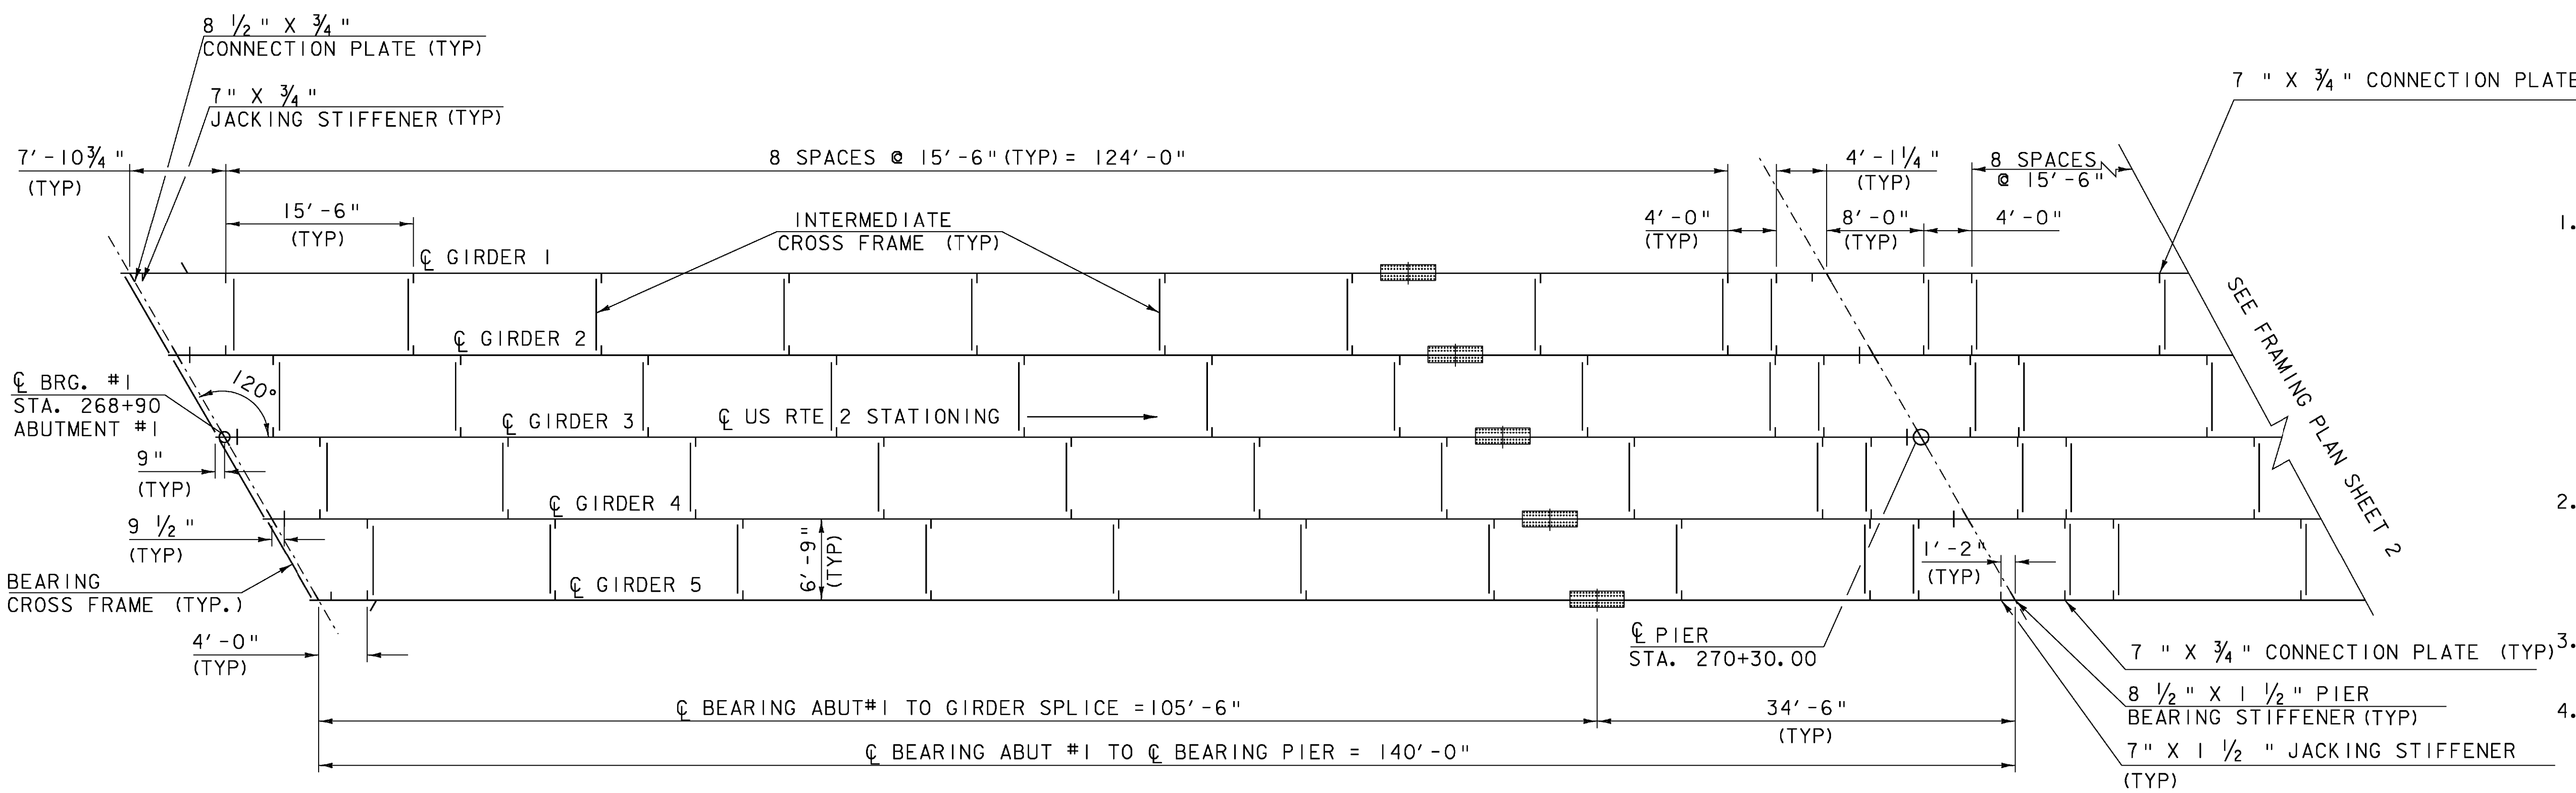 8 ½" X ¾"
CONNECTION PLATE (TYP)
7" X ¾"
JACKING STIFFENER (TYP)
7 " X ¾" CONNECTION PLATE
7'-10¾"
(TYP)
8 SPACES @ 15'-6" (TYP) = 124'-0"
4'-1¼"
(TYP)
8 SPACES
@ 15'-6"
15'-6"
(TYP)
INTERMEDIATE
CROSS FRAME (TYP)
4'-0"
(TYP)
8'-0"
(TYP)
4'-0"
1.
℄ GIRDER 1
℄ GIRDER 2
SEE FRAMING PLAN SHEET 2
120°
℄ BRG. #1
STA. 268+90
ABUTMENT #1
℄ GIRDER 3
℄ US RTE 2 STATIONING
9"
(TYP)
℄ GIRDER 4
2.
9 ½"
(TYP)
6'-9"
(TYP)
1'-2"
(TYP)
BEARING
CROSS FRAME (TYP.)
℄ GIRDER 5
4'-0"
(TYP)
℄ PIER
STA. 270+30.00
7 " X ¾" CONNECTION PLATE (TYP)
3.
8 ½" X 1 ½" PIER
BEARING STIFFENER (TYP)
4.
℄ BEARING ABUT#1 TO GIRDER SPLICE =105'-6"
34'-6"
(TYP)
℄ BEARING ABUT #1 TO ℄ BEARING PIER = 140'-0"
7" X 1 ½ " JACKING STIFFENER
(TYP)